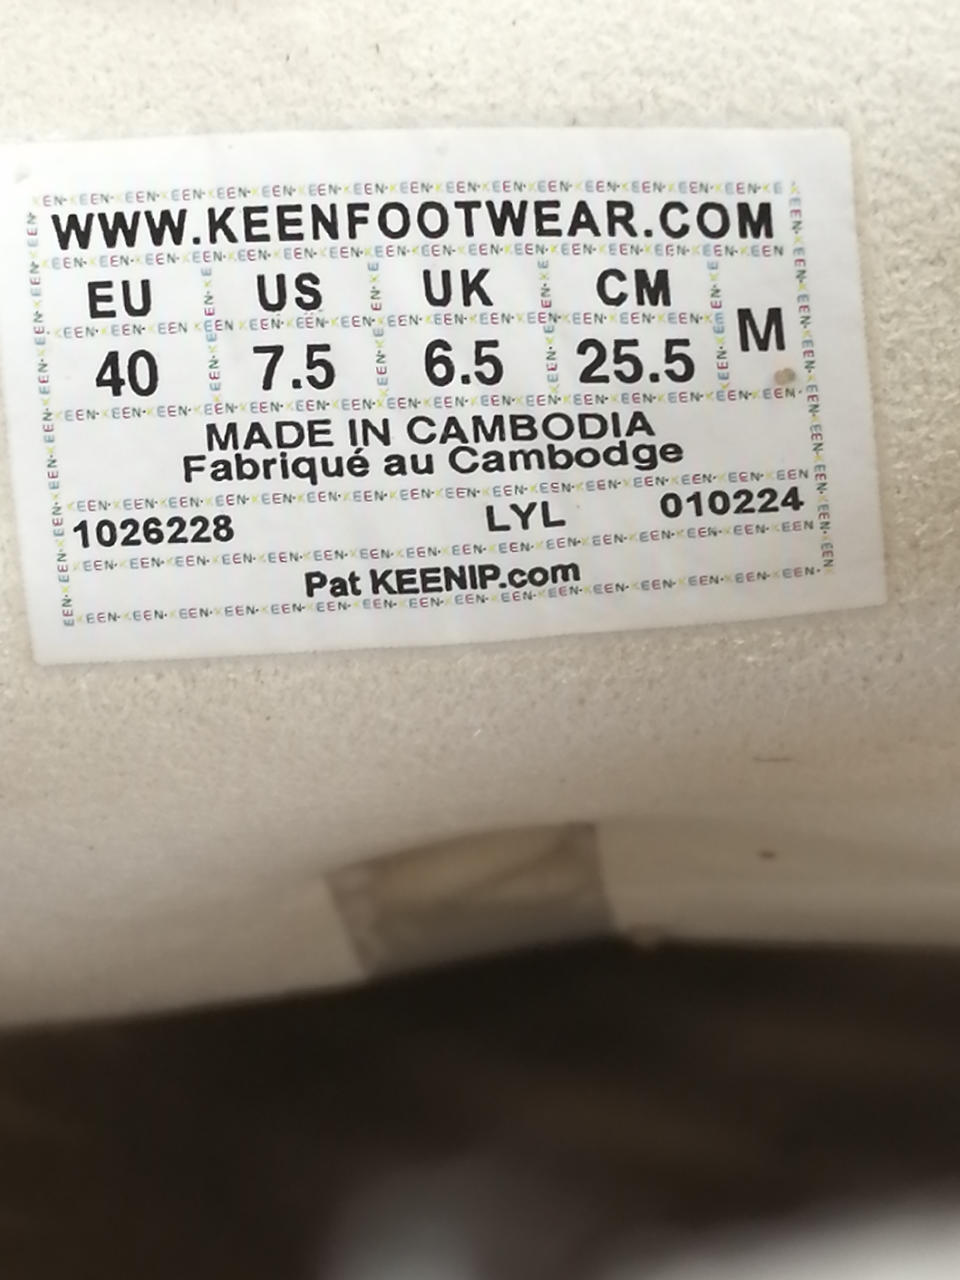 WWW.KEENFOOTWEAR.COM
EU US UK CM M
40 7.5 6.5 25.5
MADE IN CAMBODIA
Fabriqué au Cambodge
1026228 LYL 010224
Pat KEENIP.com